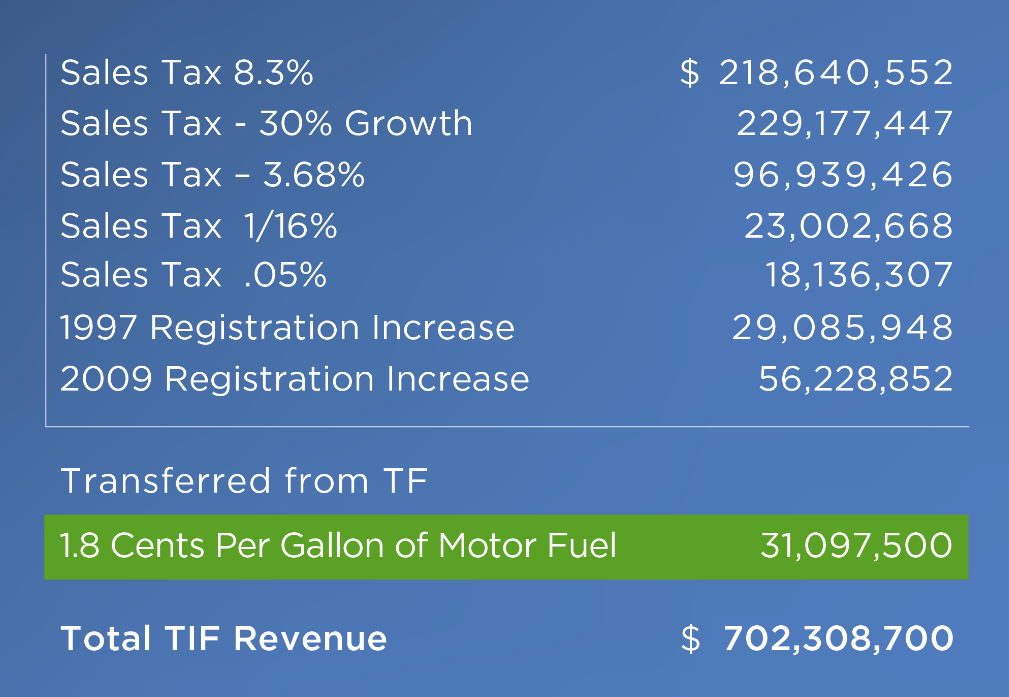 Sales Tax 8.3% $ 218,640,552
Sales Tax - 30% Growth 229,177,447
Sales Tax – 3.68% 96,939,426
Sales Tax 1/16% 23,002,668
Sales Tax .05% 18,136,307
1997 Registration Increase 29,085,948
2009 Registration Increase 56,228,852
Transferred from TF
1.8 Cents Per Gallon of Motor Fuel 31,097,500
Total TIF Revenue $ 702,308,700